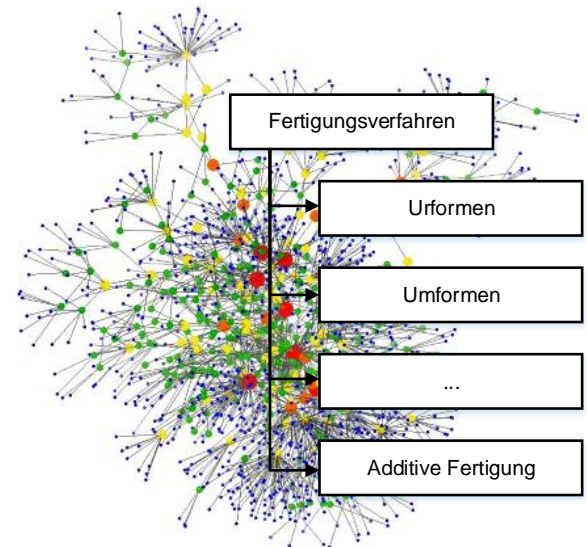 Fertigungsverfahren
Urformen
Umformen
...
Additive Fertigung